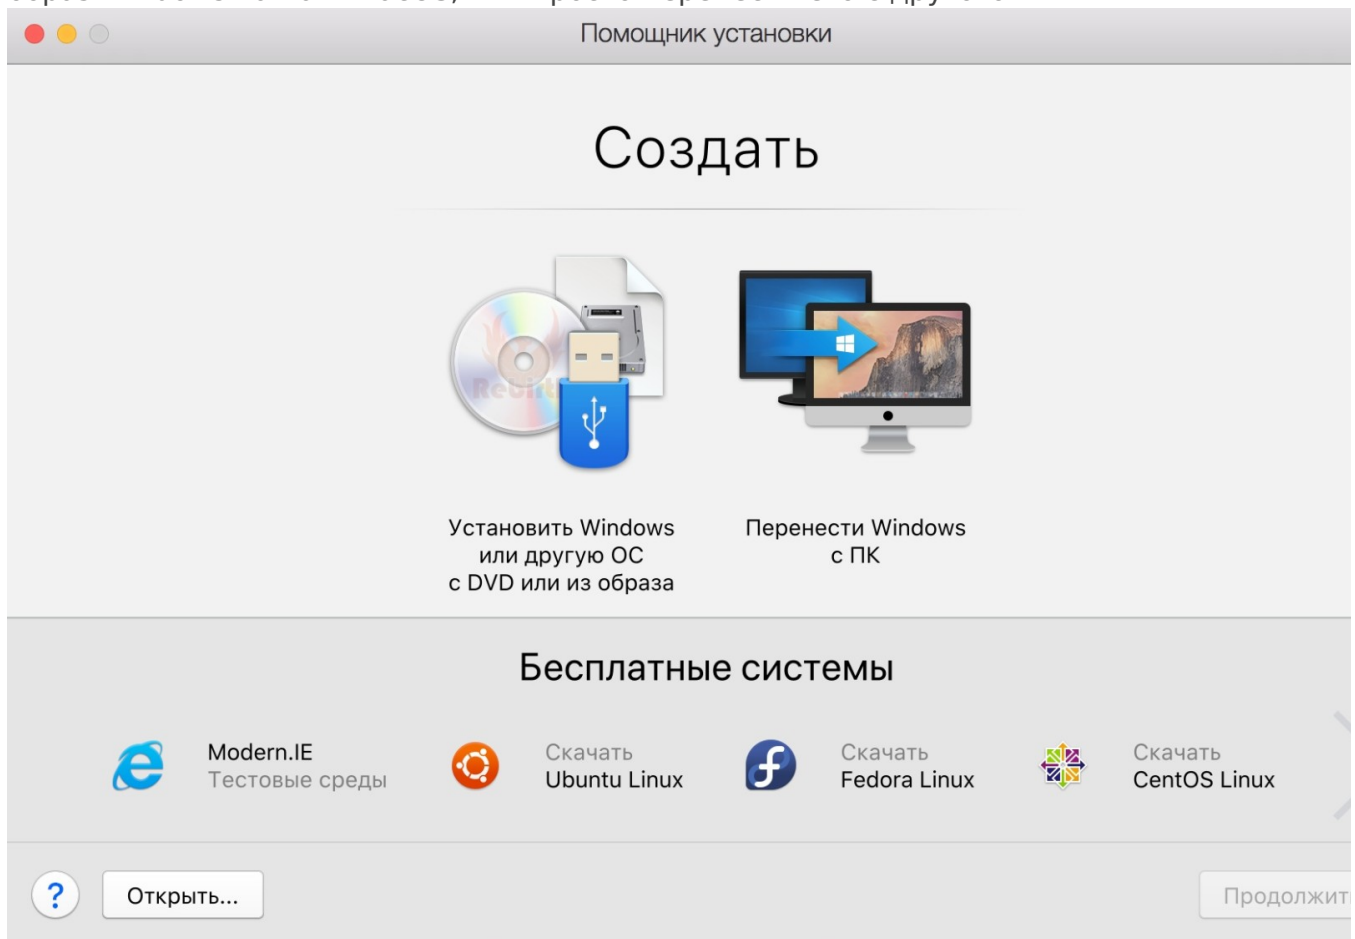 Помощник установки
Создать
Установить Windows
или другую ОС
с DVD или из образа
Перенести Windows
с ПК
Бесплатные системы
Modern.IE
Тестовые среды
Скачать
Ubuntu Linux
Скачать
Fedora Linux
Скачать
CentOS Linux
?
Открыть...
Продолжит